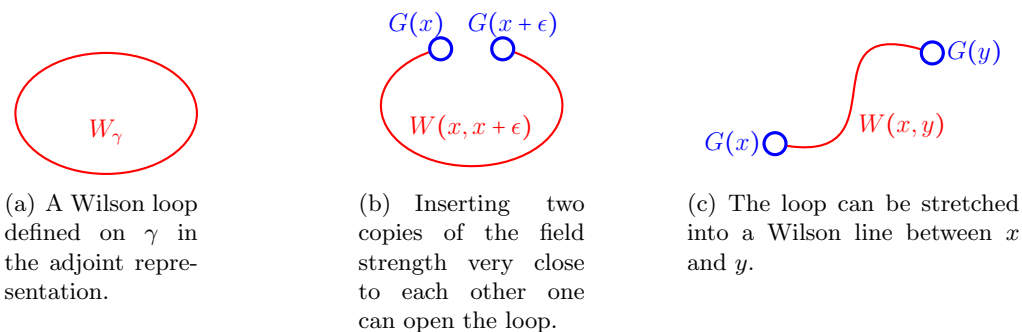 G(x) G(x + ϵ)
G(y)
W_γ
W(x, x + ϵ)
W(x, y)
G(x)
(a) A Wilson loop
defined on γ in
the adjoint repre-
sentation.
(b) Inserting two
copies of the field
strength very close
to each other one
can open the loop.
(c) The loop can be stretched
into a Wilson line between x
and y.